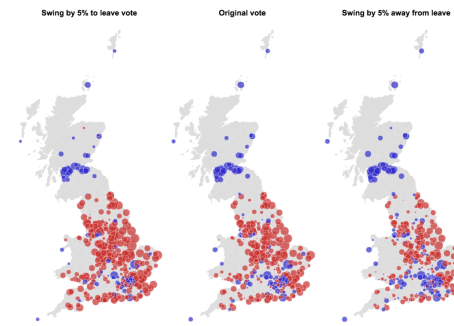 Swing by 5% to leave vote
Original vote
Swing by 5% away from leave